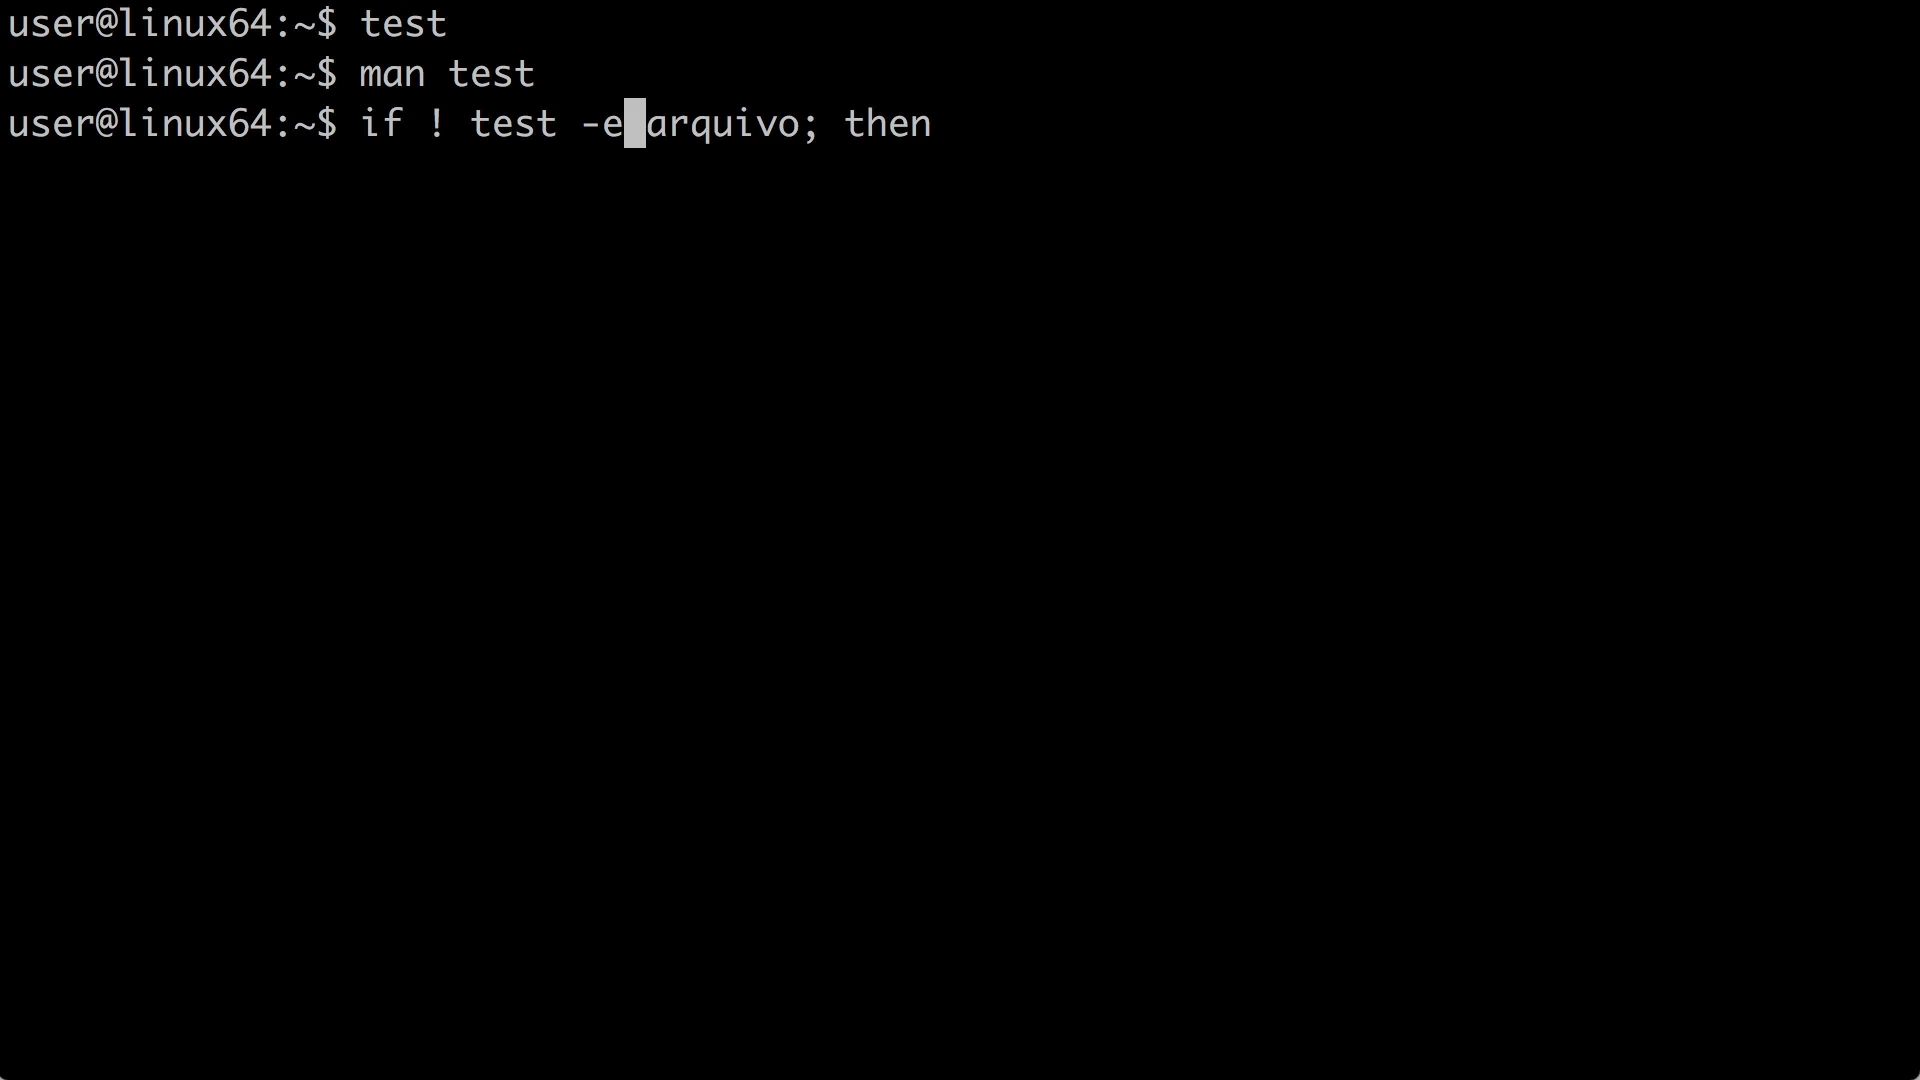 user@linux64:~$ test
user@linux64:~$ man test
user@linux64:~$ if ! test -e arquivo; then